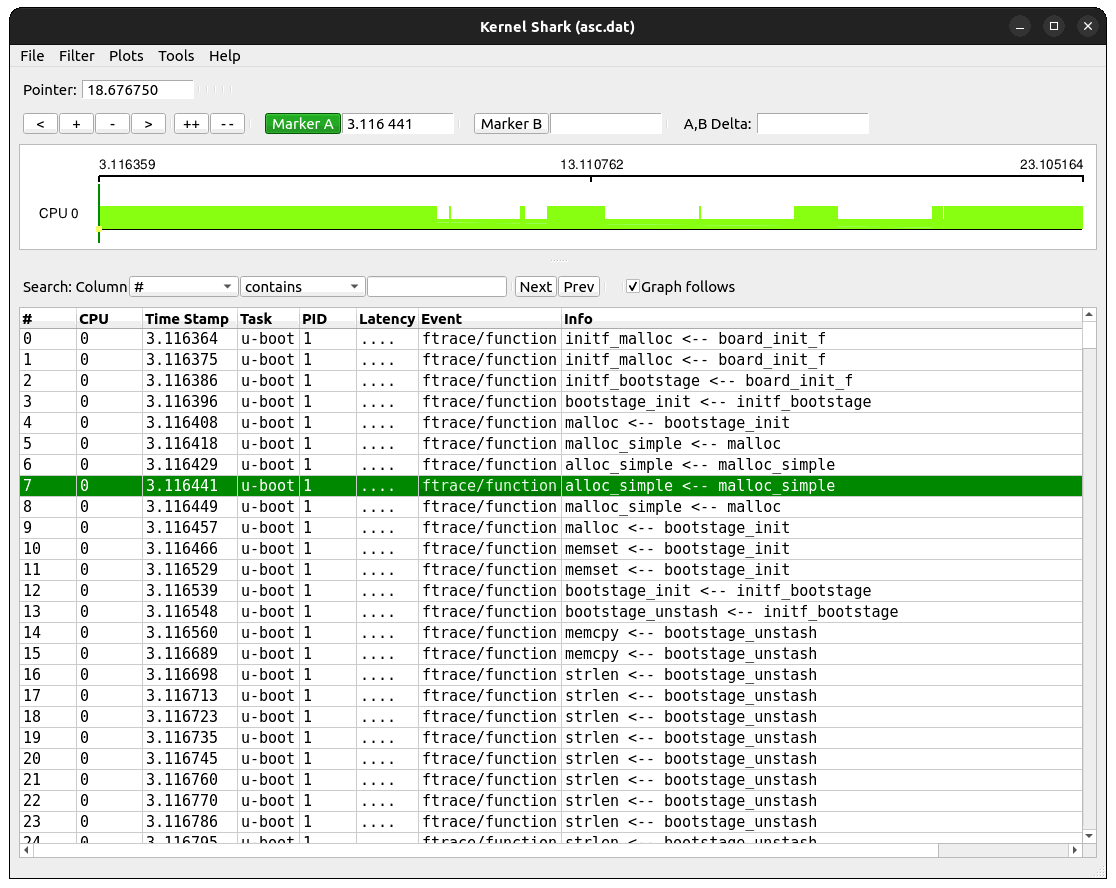 Kernel Shark (asc.dat)
File Filter Plots Tools Help
Pointer: 18.676750
< + - > ++ -- Marker A 3.116 441 Marker B A,B Delta:
3.116359 13.110762 23.105164
CPU 0
Search: Column # contains Next Prev Graph follows
# CPU Time Stamp Task PID Latency Event Info
0 0 3.116364 u-boot 1 .... ftrace/function initf_malloc <-- board_init_f
1 0 3.116375 u-boot 1 .... ftrace/function initf_malloc <-- board_init_f
2 0 3.116386 u-boot 1 .... ftrace/function initf_bootstage <-- board_init_f
3 0 3.116396 u-boot 1 .... ftrace/function bootstage_init <-- initf_bootstage
4 0 3.116408 u-boot 1 .... ftrace/function malloc <-- bootstage_init
5 0 3.116418 u-boot 1 .... ftrace/function malloc_simple <-- malloc
6 0 3.116429 u-boot 1 .... ftrace/function alloc_simple <-- malloc_simple
7 0 3.116441 u-boot 1 .... ftrace/function alloc_simple <-- malloc_simple
8 0 3.116449 u-boot 1 .... ftrace/function malloc_simple <-- malloc
9 0 3.116457 u-boot 1 .... ftrace/function malloc <-- bootstage_init
10 0 3.116466 u-boot 1 .... ftrace/function memset <-- bootstage_init
11 0 3.116529 u-boot 1 .... ftrace/function memset <-- bootstage_init
12 0 3.116539 u-boot 1 .... ftrace/function bootstage_init <-- initf_bootstage
13 0 3.116548 u-boot 1 .... ftrace/function bootstage_unstash <-- initf_bootstage
14 0 3.116560 u-boot 1 .... ftrace/function memcpy <-- bootstage_unstash
15 0 3.116689 u-boot 1 .... ftrace/function memcpy <-- bootstage_unstash
16 0 3.116698 u-boot 1 .... ftrace/function strlen <-- bootstage_unstash
17 0 3.116713 u-boot 1 .... ftrace/function strlen <-- bootstage_unstash
18 0 3.116723 u-boot 1 .... ftrace/function strlen <-- bootstage_unstash
19 0 3.116735 u-boot 1 .... ftrace/function strlen <-- bootstage_unstash
20 0 3.116745 u-boot 1 .... ftrace/function strlen <-- bootstage_unstash
21 0 3.116760 u-boot 1 .... ftrace/function strlen <-- bootstage_unstash
22 0 3.116770 u-boot 1 .... ftrace/function strlen <-- bootstage_unstash
23 0 3.116786 u-boot 1 .... ftrace/function strlen <-- bootstage_unstash
24 0 3.116795 u-boot 1 .... ftrace/function strlen <-- bootstage_unstash